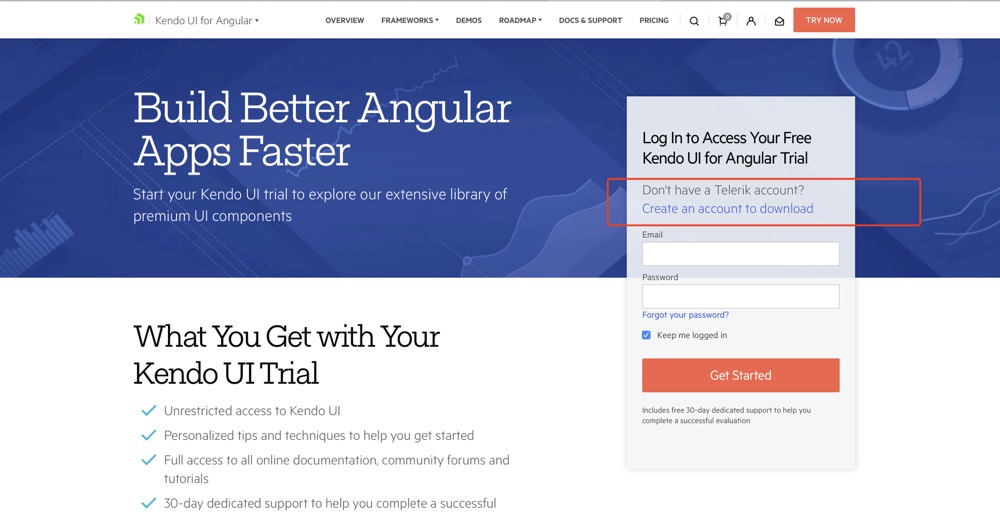 Kendo UI for Angular
OVERVIEW FRAMEWORKS DEMOS ROADMAP DOCS & SUPPORT PRICING 0 TRY NOW
42
Build Better Angular
Apps Faster
Start your Kendo UI trial to explore our extensive library of
premium UI components
Log In to Access Your Free
Kendo UI for Angular Trial
Don't have a Telerik account?
Create an account to download
Email
Password
Forgot your password?
Keep me logged in
Get Started
Includes free 30-day dedicated support to help you
complete a successful evaluation
What You Get with Your
Kendo UI Trial
Unrestricted access to Kendo UI
Personalized tips and techniques to help you get started
Full access to all online documentation, community forums and
tutorials
30-day dedicated support to help you complete a successful